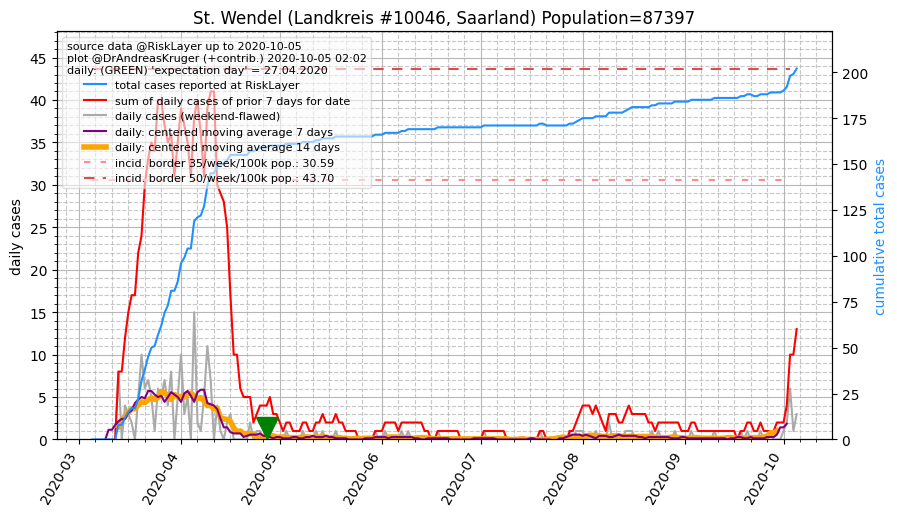 St. Wendel (Landkreis #10046, Saarland) Population=87397
source data @RiskLayer up to 2020-10-05
plot @DrAndreasKruger (+contrib.) 2020-10-05 02:02
daily: (GREEN) 'expectation day' = 27.04.2020
total cases reported at RiskLayer
sum of daily cases of prior 7 days for date
daily cases (weekend-flawed)
daily: centered moving average 7 days
daily: centered moving average 14 days
incid. border 35/week/100k pop.: 30.59
incid. border 50/week/100k pop.: 43.70
daily cases
45
40
35
30
25
20
15
10
5
0
cumulative total cases
200
175
150
125
100
75
50
25
0
2020-03
2020-04
2020-05
2020-06
2020-07
2020-08
2020-09
2020-10